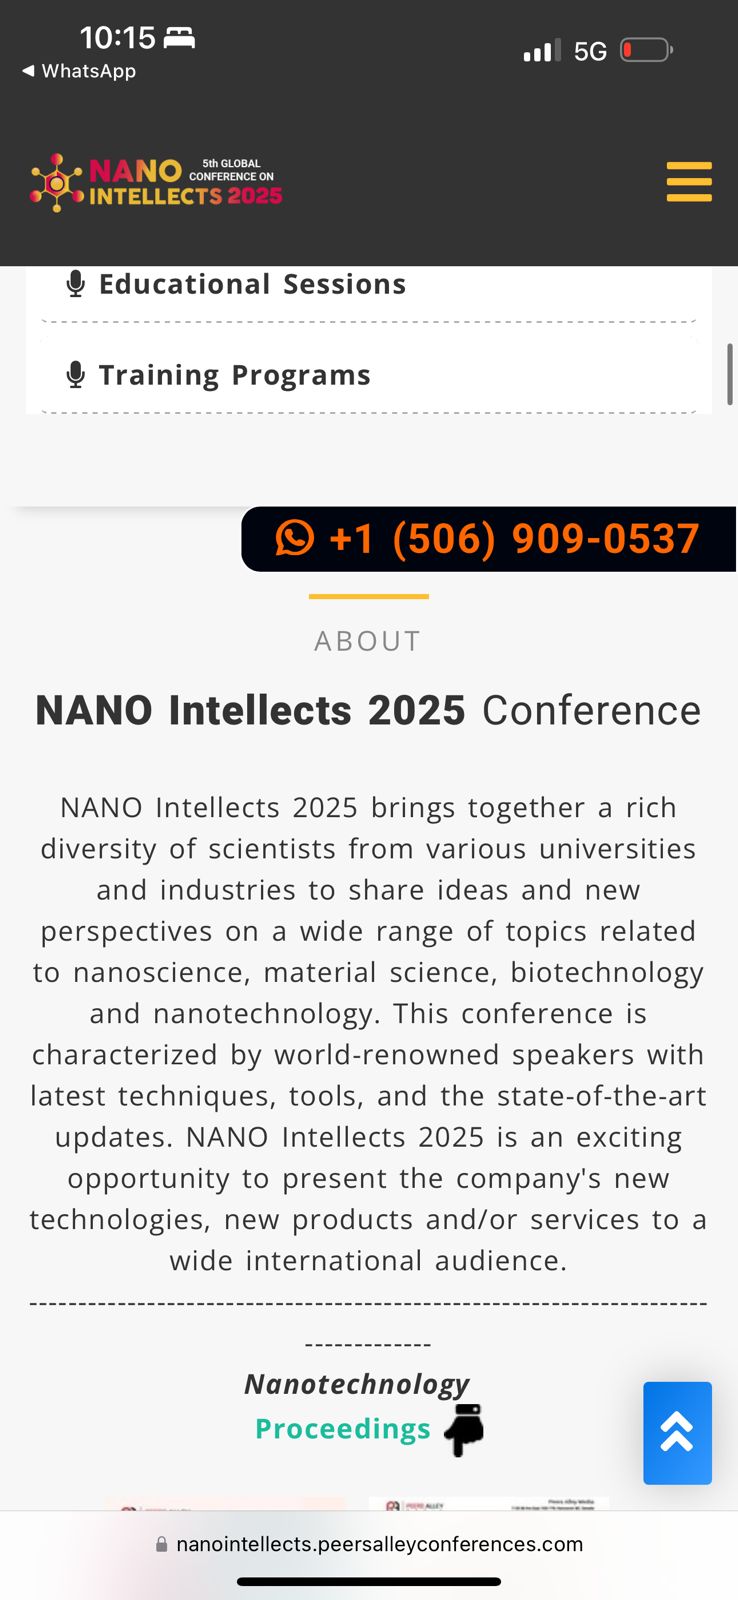 10:15
5G
◀ WhatsApp
NANO 5th GLOBAL
CONFERENCE ON
INTELLECTS 2025
Educational Sessions
Training Programs
+1 (506) 909-0537
ABOUT
NANO Intellects 2025 Conference
NANO Intellects 2025 brings together a rich
diversity of scientists from various universities
and industries to share ideas and new
perspectives on a wide range of topics related
to nanoscience, material science, biotechnology
and nanotechnology. This conference is
characterized by world-renowned speakers with
latest techniques, tools, and the state-of-the-art
updates. NANO Intellects 2025 is an exciting
opportunity to present the company's new
technologies, new products and/or services to a
wide international audience.
---------------------------------------------------------------------
-------------
Nanotechnology
Proceedings
PEERS ALLEY
Peers Alley Media
nanointellects.peersalleyconferences.com